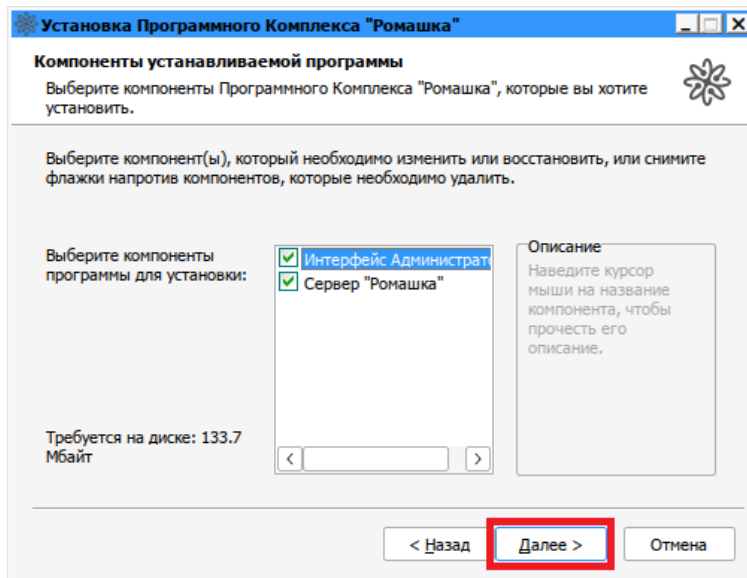 Установка Программного Комплекса "Ромашка"
Компоненты устанавливаемой программы
Выберите компоненты Программного Комплекса "Ромашка", которые вы хотите
установить.
Выберите компонент(ы), который необходимо изменить или восстановить, или снимите
флажки напротив компонентов, которые необходимо удалить.
Выберите компоненты
программы для установки:
Интерфейс Администрато
Сервер "Ромашка"
Описание
Наведите курсор
мыши на название
компонента, чтобы
прочесть его
описание.
Требуется на диске: 133.7
Мбайт
< Назад
Далее >
Отмена